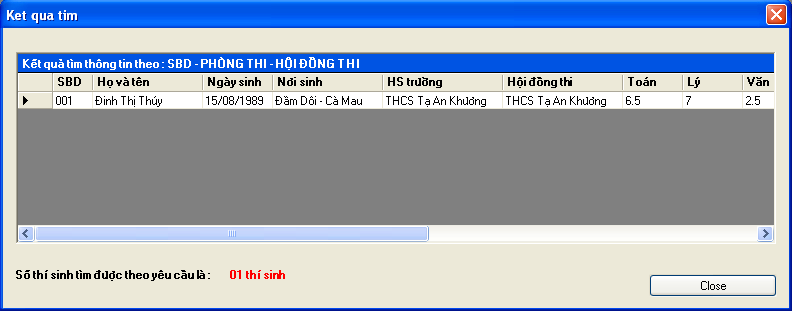 Ket qua tim
Kết quả tìm thông tin theo : SBD - PHÒNG THI - HỘI ĐỒNG THI
SBD Họ và tên Ngày sinh Nơi sinh HS trường Hội đồng thi Toán Lý Văn
001 Đinh Thị Thúy 15/08/1989 Đầm Dơi - Cà Mau THCS Tạ An Khương THCS Tạ An Khương 6.5 7 2.5
Số thí sinh tìm được theo yêu cầu là : 01 thí sinh
Close